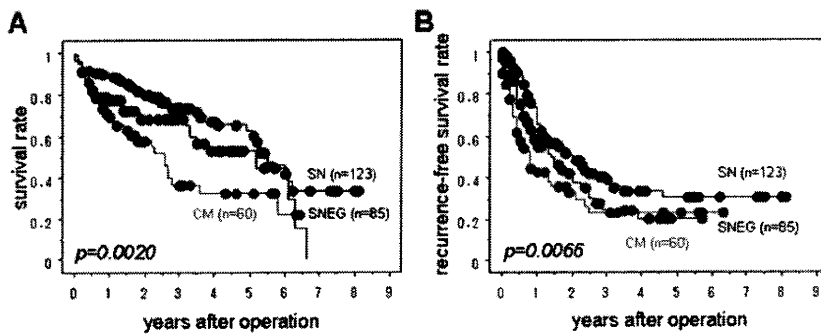 A
survival rate
1
0.8
0.6
0.4
0.2
0
SN (n=123)
CM (n=60)
SNEG (n=85)
p=0.0020
0 1 2 3 4 5 6 7 8 9
years after operation
B
recurrence-free survival rate
1
0.8
0.6
0.4
0.2
0
SN (n=123)
SNEG (n=85)
CM (n=60)
p=0.0066
0 1 2 3 4 5 6 7 8 9
years after operation